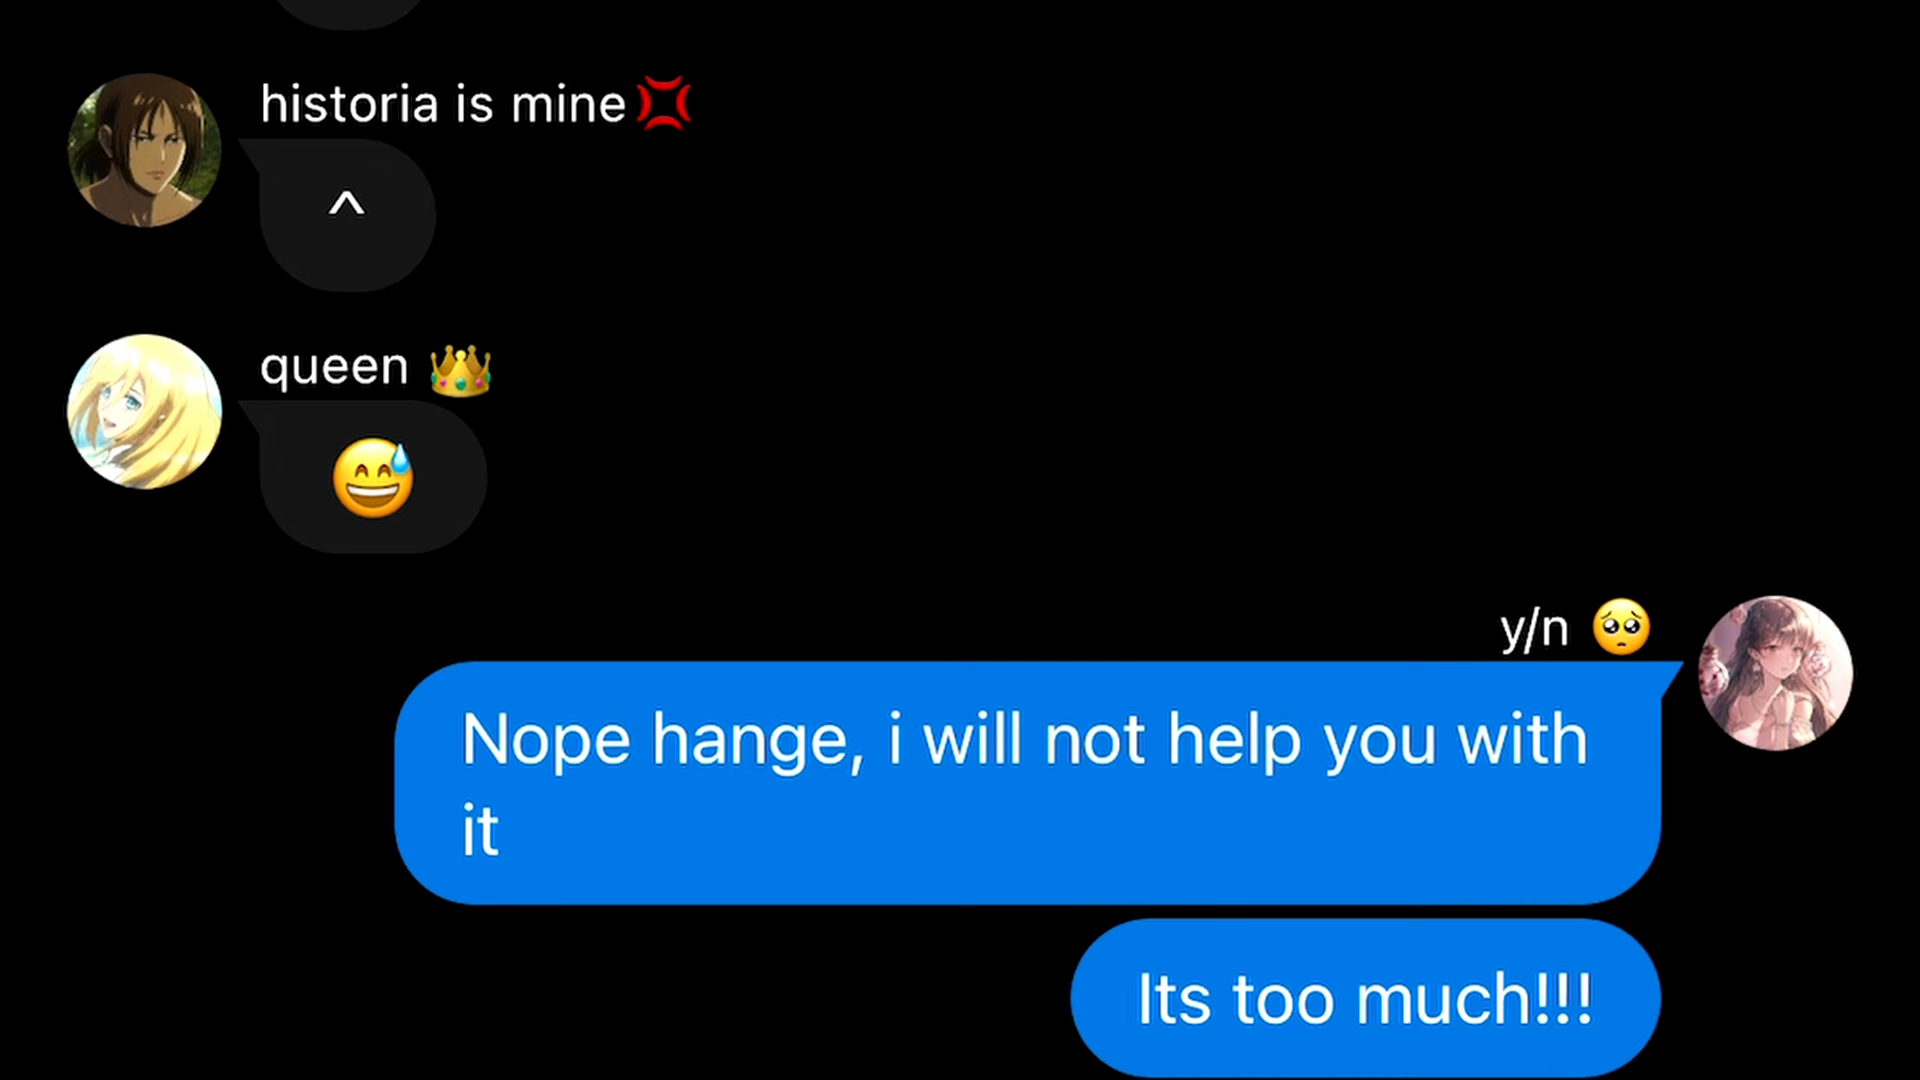 historia is mine💢
^
queen 👑
😅
y/n 🥺
Nope hange, i will not help you with
it
Its too much!!!